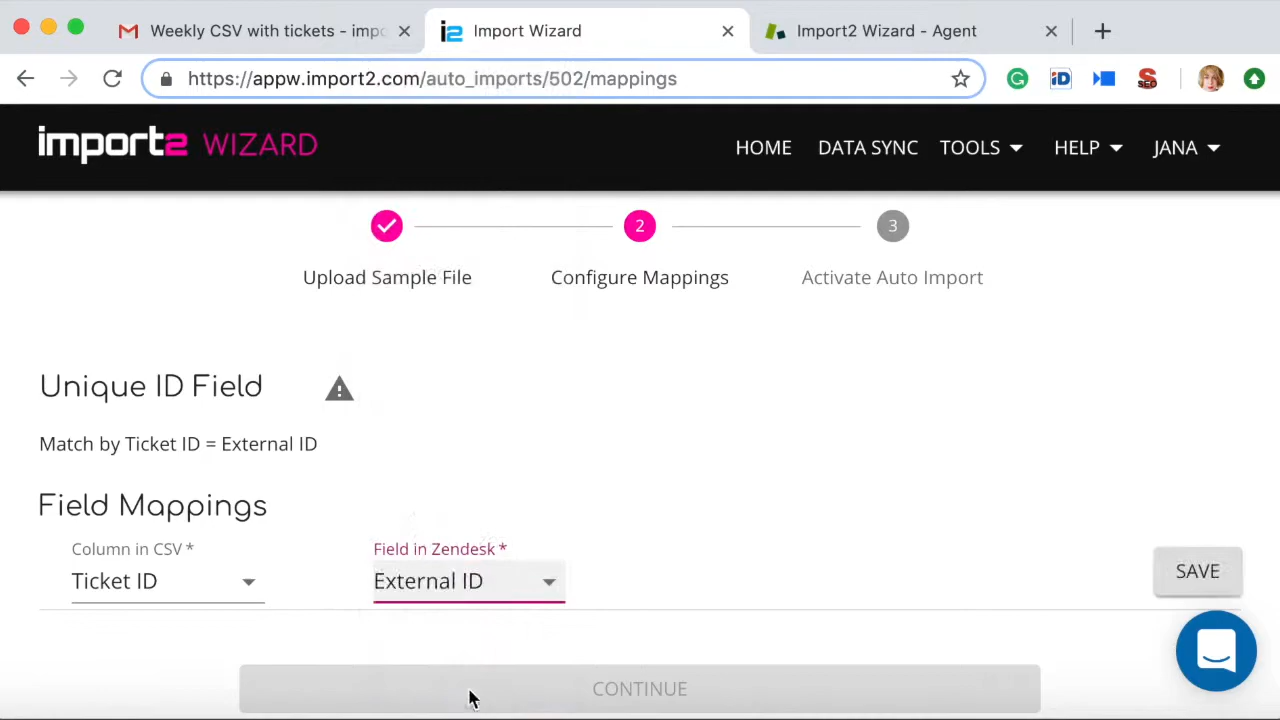 Weekly CSV with tickets - impo
Import Wizard
Import2 Wizard - Agent
https://appw.import2.com/auto_imports/502/mappings
import2 WIZARD
HOME
DATA SYNC
TOOLS
HELP
JANA
2
3
Upload Sample File
Configure Mappings
Activate Auto Import
Unique ID Field
Match by Ticket ID = External ID
Field Mappings
Column in CSV *
Field in Zendesk *
Ticket ID
External ID
SAVE
CONTINUE